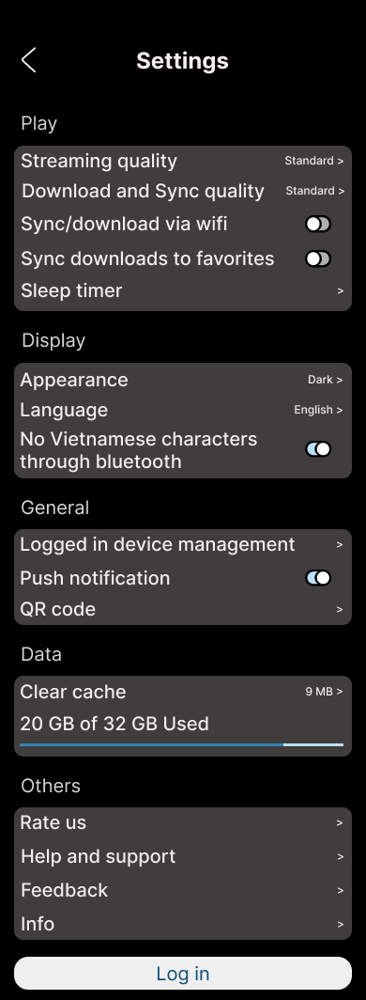 Settings
Play
Streaming quality Standard >
Download and Sync quality Standard >
Sync/download via wifi
Sync downloads to favorites
Sleep timer >
Display
Appearance Dark >
Language English >
No Vietnamese characters
through bluetooth
General
Logged in device management >
Push notification
QR code >
Data
Clear cache 9 MB >
20 GB of 32 GB Used
Others
Rate us >
Help and support >
Feedback >
Info >
Log in